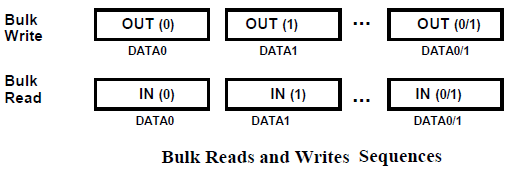 Bulk Write
OUT (0) OUT (1) ... OUT (0/1)
DATA0 DATA1 DATA0/1
Bulk Read
IN (0) IN (1) ... IN (0/1)
DATA0 DATA1 DATA0/1
Bulk Reads and Writes Sequences